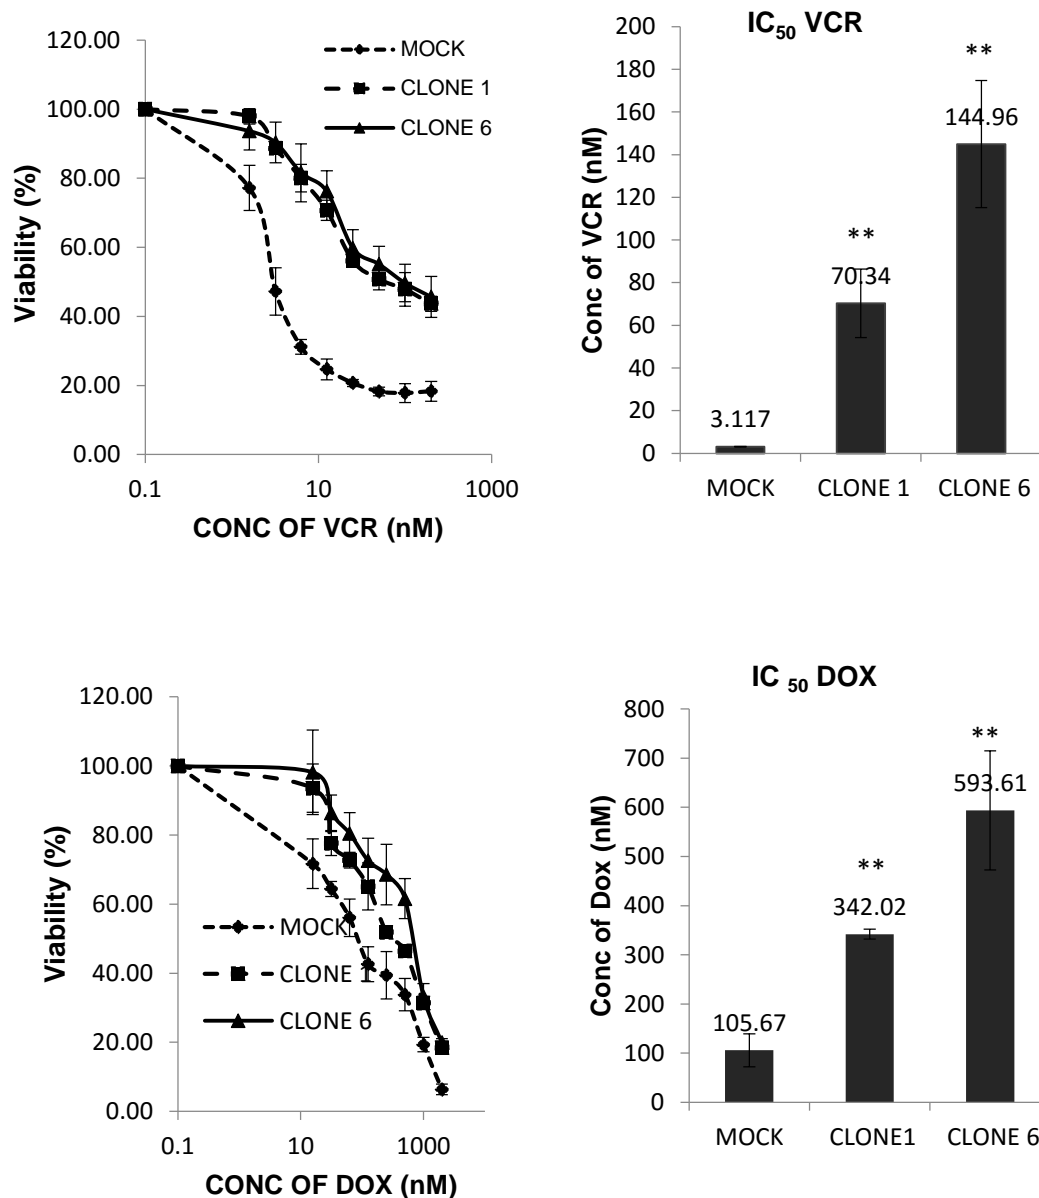 120.00
100.00
80.00
60.00
40.00
20.00
0.00
Viability (%)
MOCK
CLONE 1
CLONE 6
0.1
10
1000
CONC OF VCR (nM)
IC50 VCR
200
180
160
140
120
100
80
60
40
20
0
Conc of VCR (nM)
**
144.96
**
70.34
3.117
MOCK
CLONE 1
CLONE 6
120.00
100.00
80.00
60.00
40.00
20.00
0.00
Viability (%)
MOCK
CLONE
CLONE 6
0.1
10
1000
CONC OF DOX (nM)
IC 50 DOX
800
700
600
500
400
300
200
100
0
Conc of Dox (nM)
**
593.61
**
342.02
105.67
MOCK
CLONE1
CLONE 6